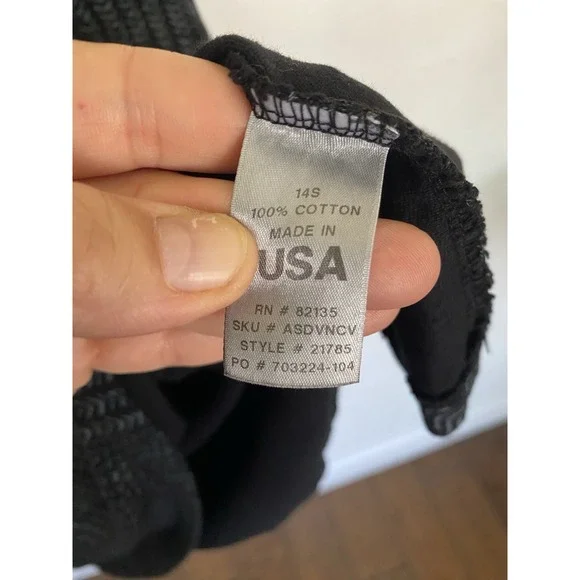 14S
100% COTTON
MADE IN
USA
RN # 82135
SKU # ASDVNCV
STYLE # 21785
PO # 703224-104